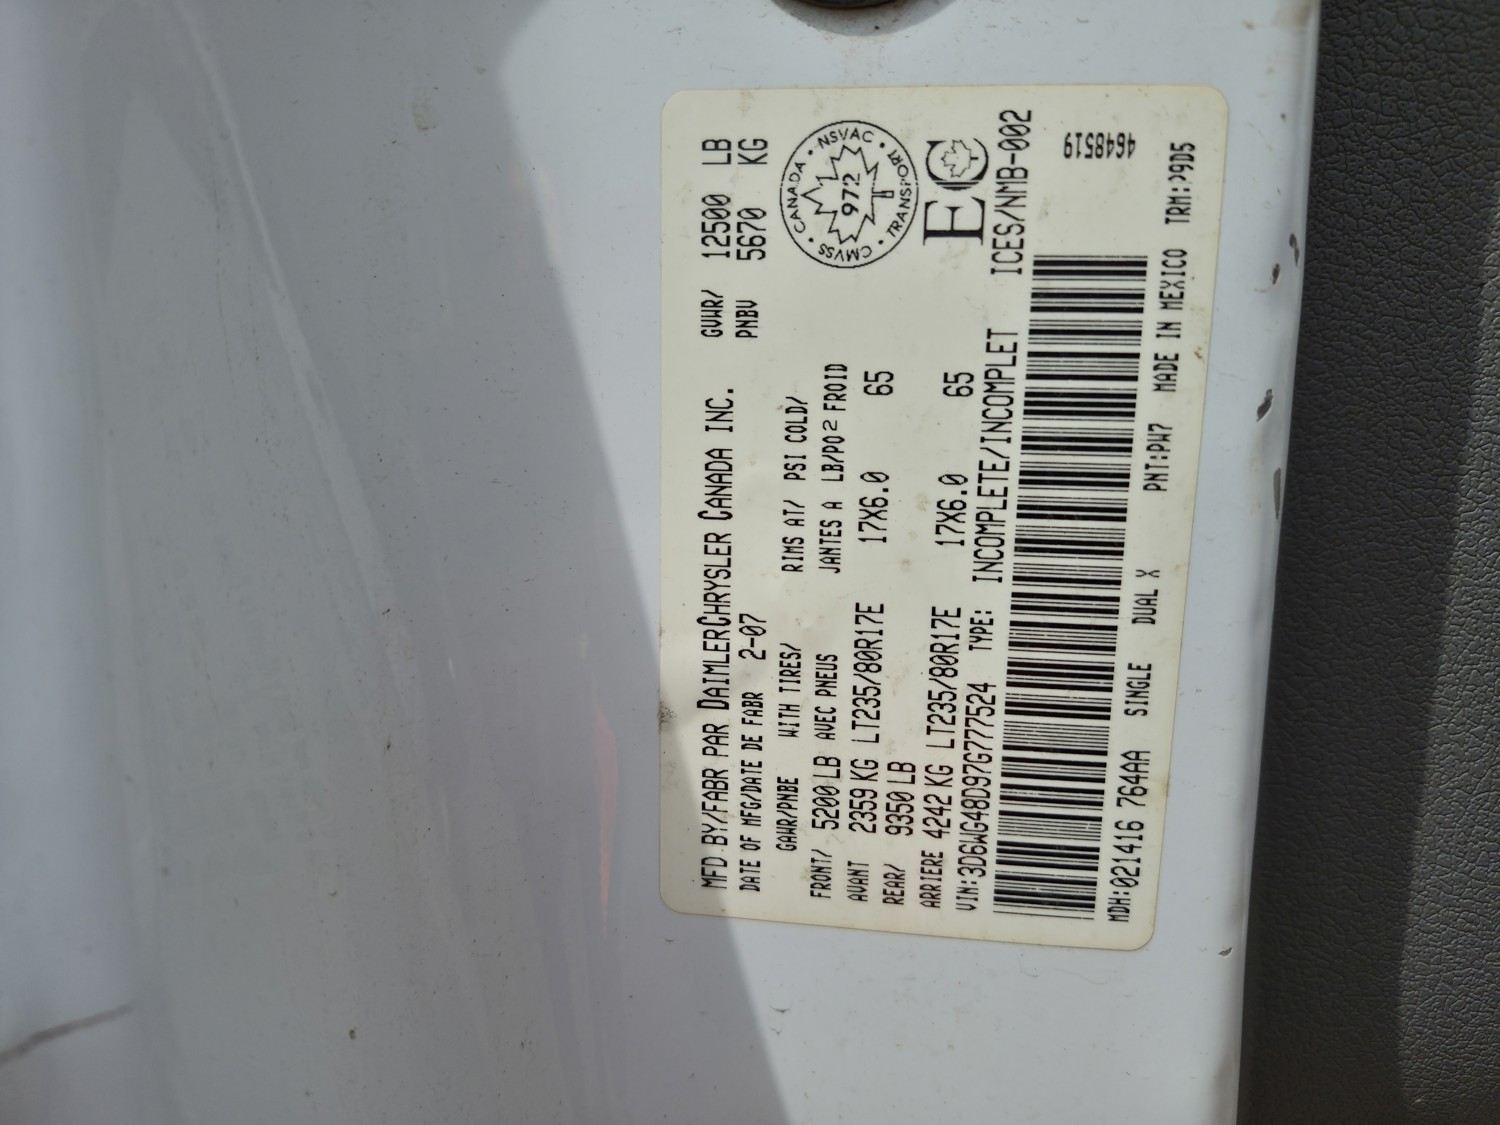 MFD BY/FABR PAR DAIMLERCHRYSLER CANADA INC.
DATE OF MFG/DATE DE FABR 2-07
GVWR/ 12500 LB
PNBV 5670 KG
GAWR/PNBE WITH TIRES/ RIMS AT/ PSI COLD/
AVEC PNEUS JANTES A LB/PO² FROID
FRONT/ 5200 LB
AVANT 2359 KG LT235/80R17E 17X6.0 65
REAR/ 9350 LB
ARRIERE 4242 KG LT235/80R17E 17X6.0 65
CANADA • NSVAC • TRANSPORT • CMVSS •
972
EC
ICES/NMB-002
VIN:3D6WG48D97G777524 TYPE: INCOMPLETE/INCOMPLET
4648519
MDH:021416 764AA SINGLE DUAL X PNT:PW7 MADE IN MEXICO